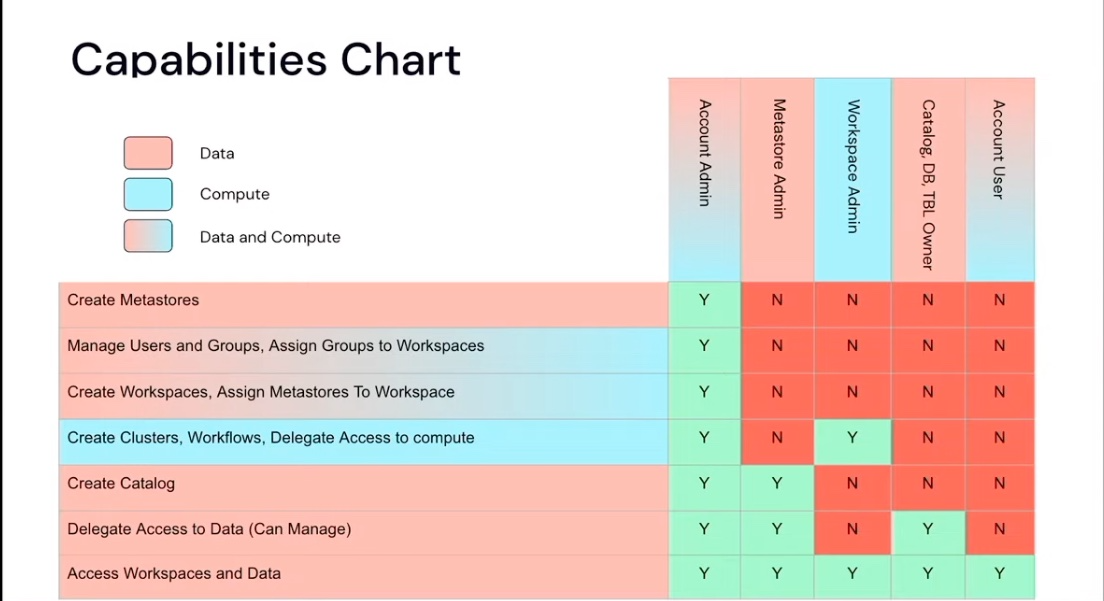 Capabilities Chart
Data
Compute
Data and Compute
Account Admin
Metastore Admin
Workspace Admin
Catalog, DB, TBL Owner
Account User
Create Metastores Y N N N N
Manage Users and Groups, Assign Groups to Workspaces Y N N N N
Create Workspaces, Assign Metastores To Workspace Y N N N N
Create Clusters, Workflows, Delegate Access to compute Y N Y N N
Create Catalog Y Y N N N
Delegate Access to Data (Can Manage) Y Y N Y N
Access Workspaces and Data Y Y Y Y Y